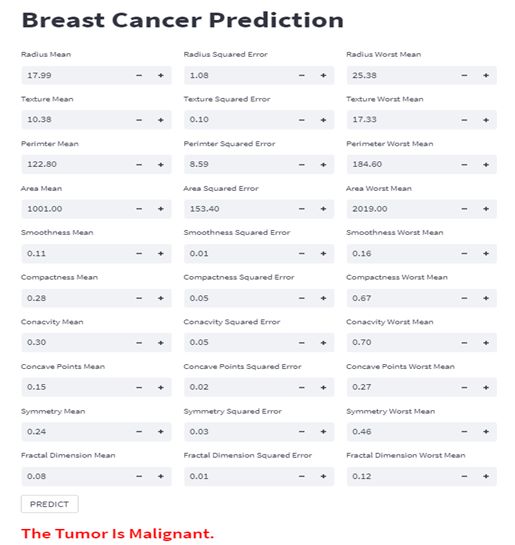 Breast Cancer Prediction
Radius Mean Radius Squared Error Radius Worst Mean
17.99 − + 1.08 − + 25.38 − +
Texture Mean Texture Squared Error Texture Worst Mean
10.38 − + 0.10 − + 17.33 − +
Perimter Mean Perimter Squared Error Perimeter Worst Mean
122.80 − + 8.59 − + 184.60 − +
Area Mean Area Squared Error Area Worst Mean
1001.00 − + 153.40 − + 2019.00 − +
Smoothness Mean Smoothness Squared Error Smoothness Worst Mean
0.11 − + 0.01 − + 0.16 − +
Compactness Mean Compactness Squared Error Compactness Worst Mean
0.28 − + 0.05 − + 0.67 − +
Conacvity Mean Conacvity Squared Error Conacvity Worst Mean
0.30 − + 0.05 − + 0.70 − +
Concave Points Mean Concave Points Squared Error Concave Points Worst Mean
0.15 − + 0.02 − + 0.27 − +
Symmetry Mean Symmetry Squared Error Symmetry Worst Mean
0.24 − + 0.03 − + 0.46 − +
Fractal Dimension Mean Fractal Dimension Squared Error Fractal Dimension Worst Mean
0.08 − + 0.01 − + 0.12 − +
PREDICT
The Tumor Is Malignant.